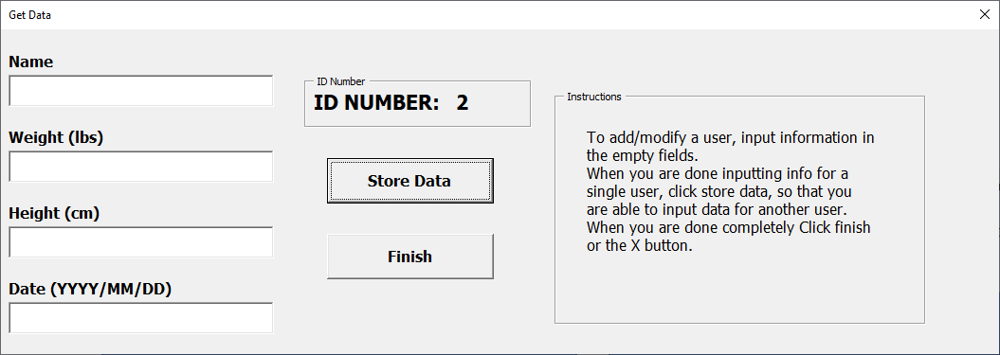 Get Data
Name
Weight (lbs)
Height (cm)
Date (YYYY/MM/DD)
ID Number
ID NUMBER: 2
Store Data
Finish
Instructions
To add/modify a user, input information in
the empty fields.
When you are done inputting info for a
single user, click store data, so that you
are able to input data for another user.
When you are done completely Click finish
or the X button.